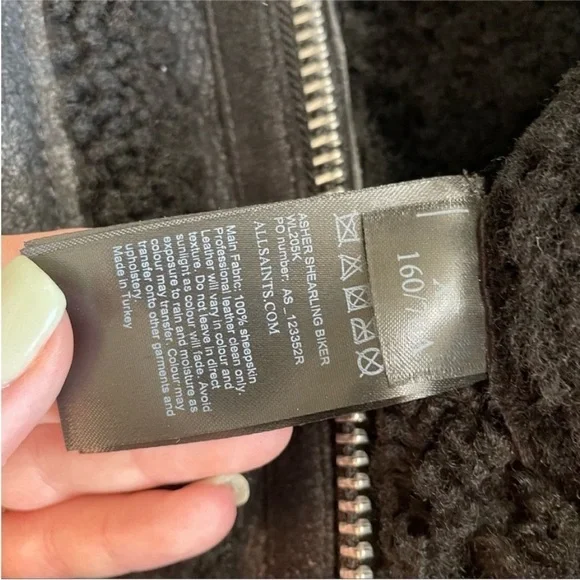 ASHER SHEARLING BIKER
WL205K
PO number: AS_123352R
ALLSAINTS.COM
Main Fabric: 100% sheepskin
Professional leather clean only.
Leather will vary in colour and
texture. Do not leave in direct
sunlight as colour will fade. Avoid
exposure to rain and moisture as
colour may transfer. Colour may
transfer onto other garments and
upholstery.
Made in Turkey